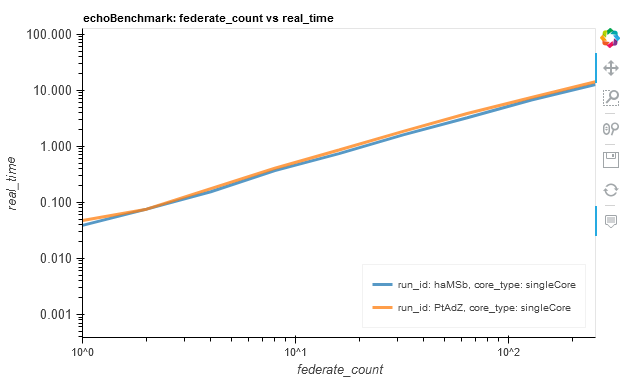 echoBenchmark: federate_count vs real_time
100.000
10.000
1.000
0.100
0.010
0.001
real_time
run_id: haMSb, core_type: singleCore
run_id: PtAdZ, core_type: singleCore
10^0
10^1
10^2
federate_count